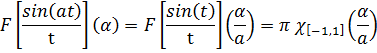 F [ sin(at) / t ] (α) = F [ sin(t) / t ] ( α / a ) = π χ[−1,1] ( α / a )